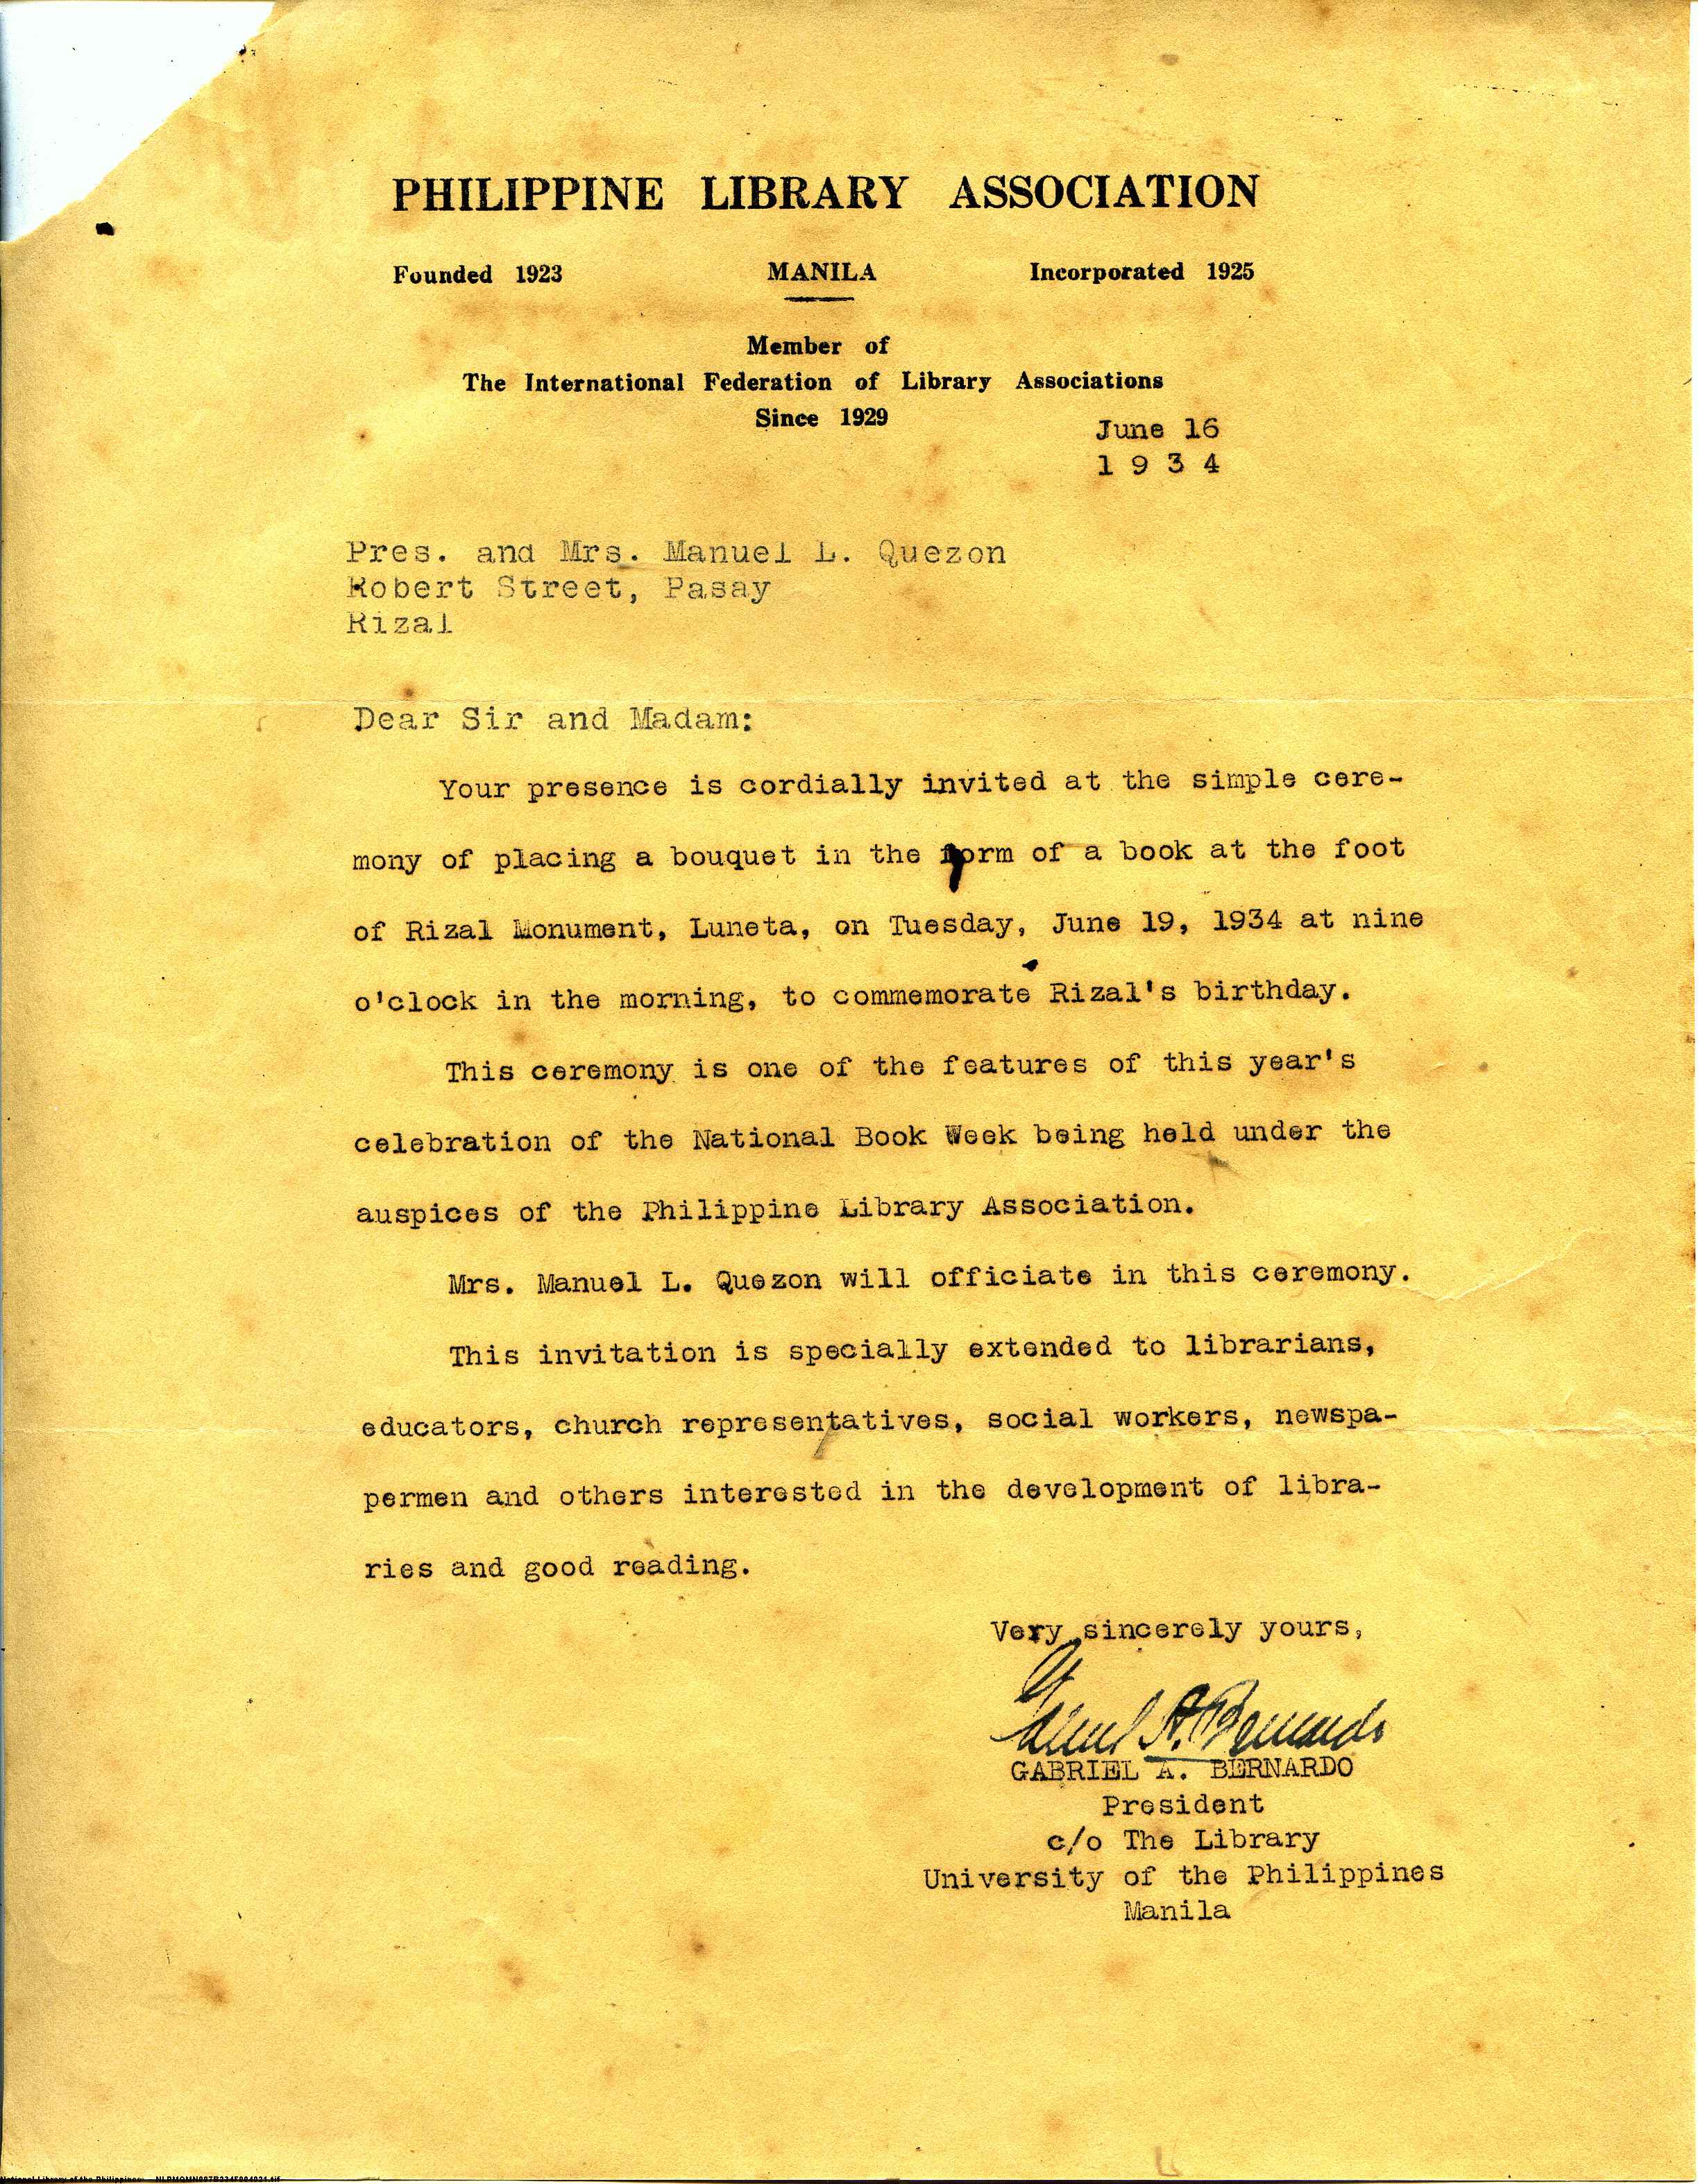 PHILIPPINE LIBRARY ASSOCIATION
Founded 1923 MANILA Incorporated 1925
Member of
The International Federation of Library Associations
Since 1929
June 16
1 9 3 4
Pres. and Mrs. Manuel L. Quezon
Robert Street, Pasay
Rizal
Dear Sir and Madam:
Your presence is cordially invited at the simple cere-
mony of placing a bouquet in the form of a book at the foot
of Rizal Monument, Luneta, on Tuesday, June 19, 1934 at nine
o'clock in the morning, to commemorate Rizal's birthday.
This ceremony is one of the features of this year's
celebration of the National Book Week being held under the
auspices of the Philippine Library Association.
Mrs. Manuel L. Quezon will officiate in this ceremony.
This invitation is specially extended to librarians,
educators, church representatives, social workers, newspa-
permen and others interested in the development of libra-
ries and good reading.
Very sincerely yours,
Gabriel A. Bernardo
GABRIEL A. BERNARDO
President
c/o The Library
University of the Philippines
Manila
National Library of the Philippines